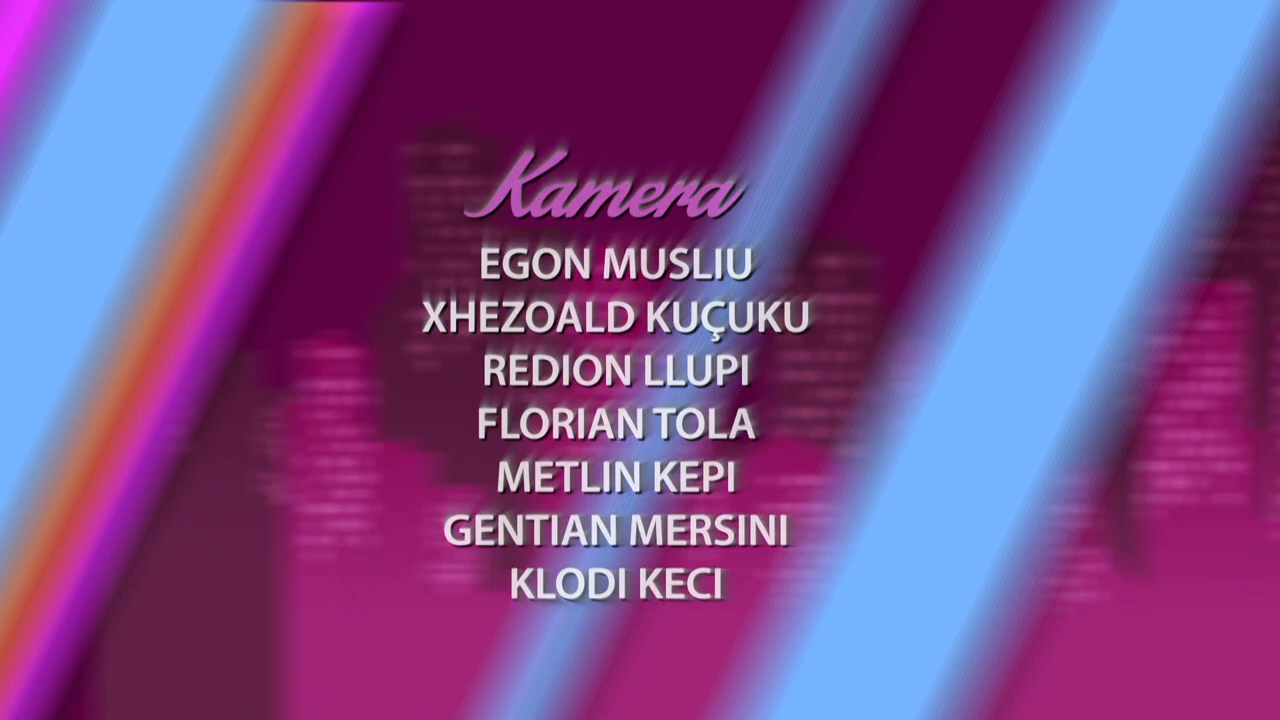 Kamera
EGON MUSLIU
XHEZOALD KUÇUKU
REDION LLUPI
FLORIAN TOLA
METLIN KEPI
GENTIAN MERSINI
KLODI KECI